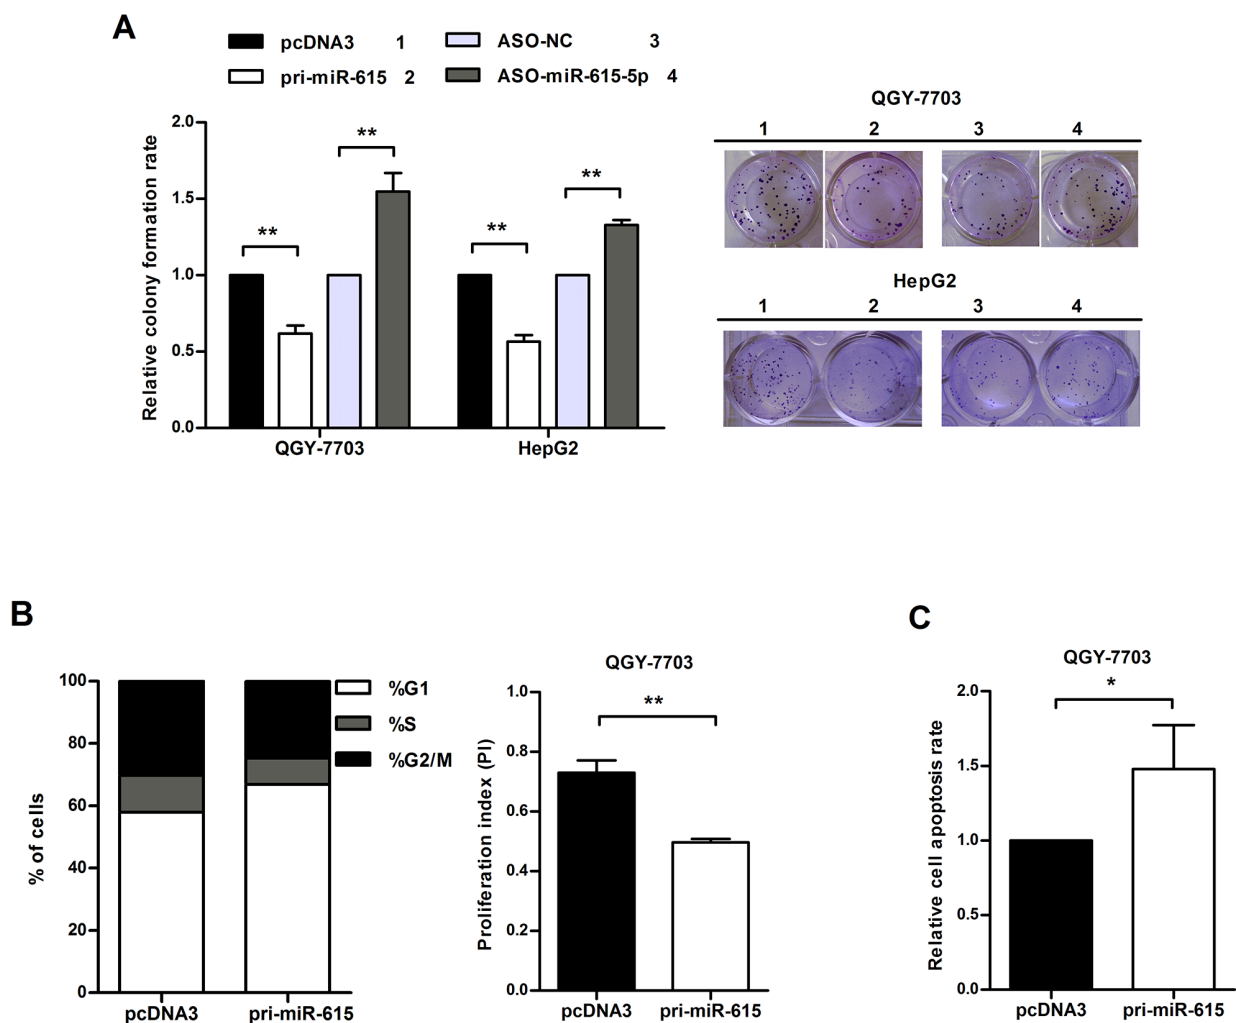 A
pcDNA3 1
ASO-NC 3
pri-miR-615 2
ASO-miR-615-5p 4
Relative colony formation rate
2.0
1.5
1.0
0.5
0.0
**
**
**
**
QGY-7703
HepG2
QGY-7703
1 2 3 4
HepG2
1 2 3 4
B
% of cells
100
80
60
40
20
0
pcDNA3
pri-miR-615
%G1
%S
%G2/M
QGY-7703
Proliferation index (PI)
1.0
0.8
0.6
0.4
0.2
0.0
**
pcDNA3
pri-miR-615
C
QGY-7703
Relative cell apoptosis rate
2.0
1.5
1.0
0.5
0.0
*
pcDNA3
pri-miR-615